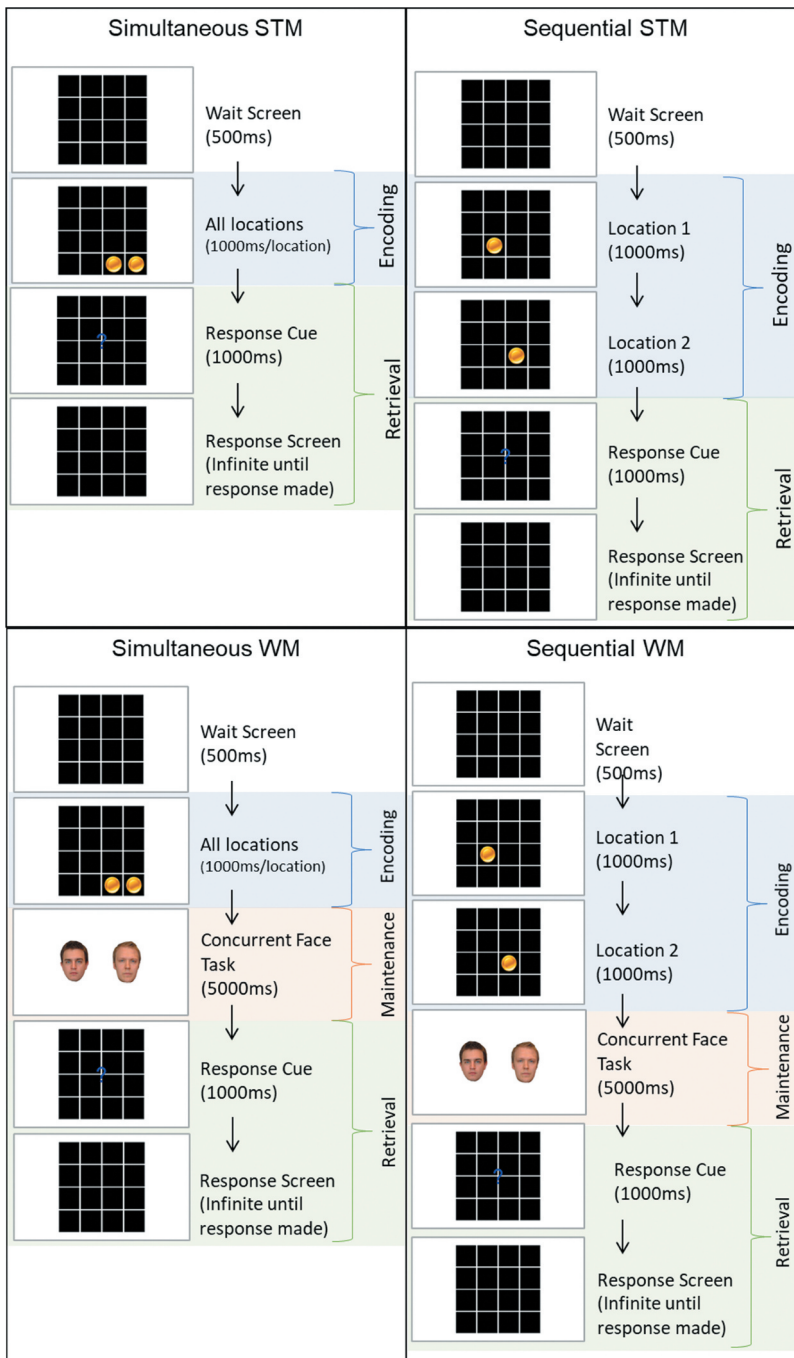 Simultaneous STM
Wait Screen
(500ms)
All locations
(1000ms/location)
Encoding
?
Response Cue
(1000ms)
Response Screen
(Infinite until
response made)
Retrieval
Sequential STM
Wait Screen
(500ms)
Location 1
(1000ms)
Location 2
(1000ms)
Encoding
?
Response Cue
(1000ms)
Response Screen
(Infinite until
response made)
Retrieval
Simultaneous WM
Wait Screen
(500ms)
All locations
(1000ms/location)
Encoding
Concurrent Face
Task
(5000ms)
Maintenance
?
Response Cue
(1000ms)
Response Screen
(Infinite until
response made)
Retrieval
Sequential WM
Wait
Screen
(500ms)
Location 1
(1000ms)
Location 2
(1000ms)
Encoding
Concurrent Face
Task
(5000ms)
Maintenance
?
Response Cue
(1000ms)
Response Screen
(Infinite until
response made)
Retrieval